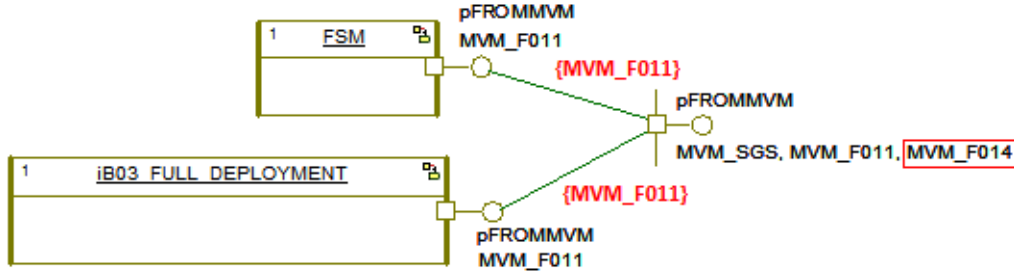 pFROMMVM
1 FSM
MVM_F011
{MVM_F011}
pFROMMVM
MVM_SGS, MVM_F011, MVM_F014
1 iB03_FULL_DEPLOYMENT
{MVM_F011}
pFROMMVM
MVM_F011